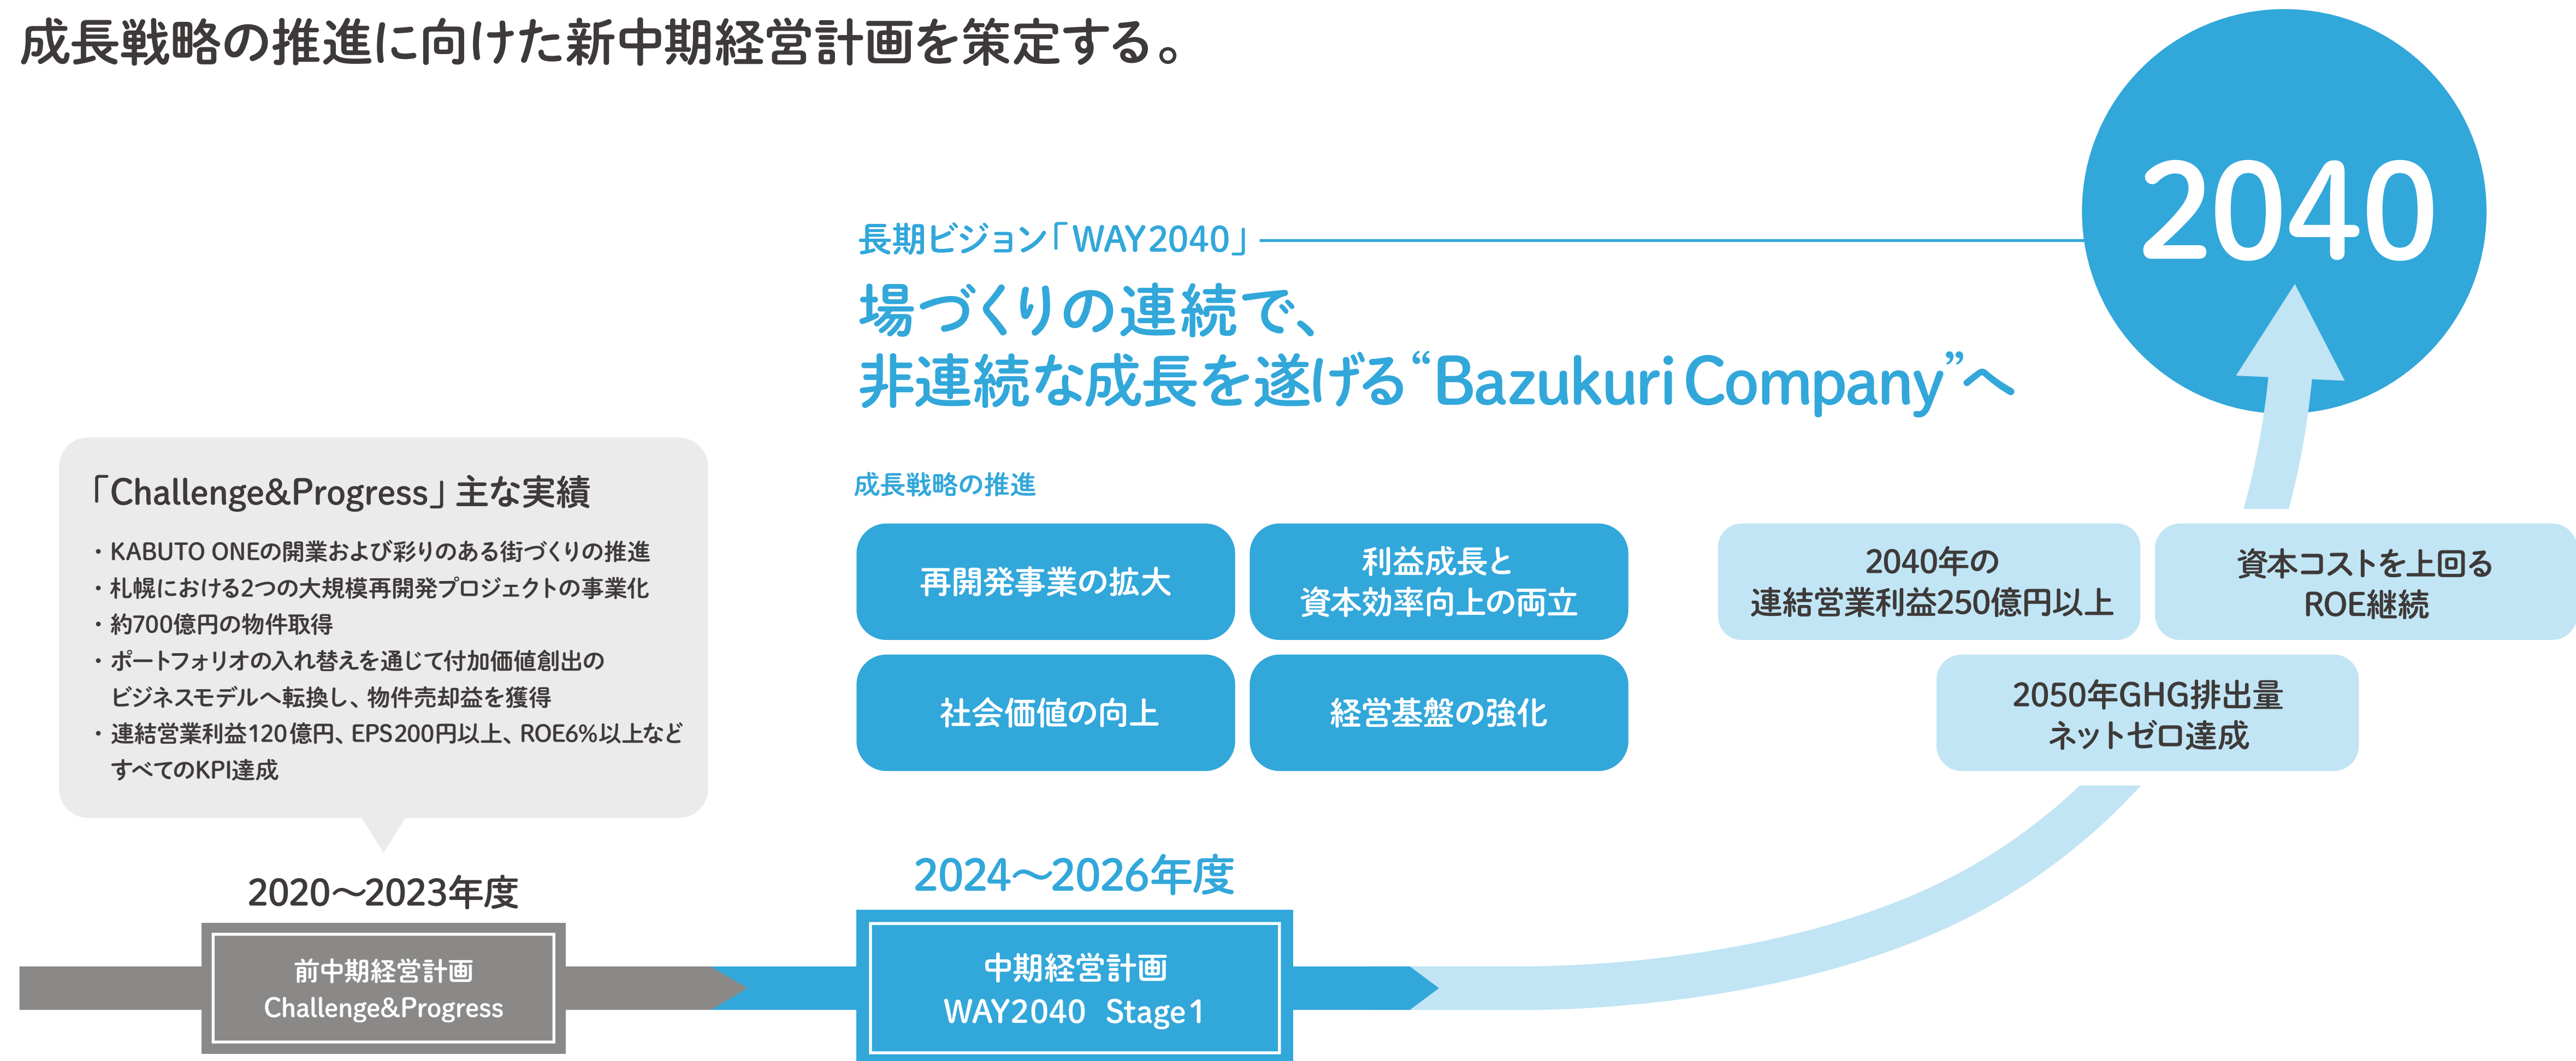 成長戦略の推進に向けた新中期経営計画を策定する。
2040
長期ビジョン「WAY2040」
場づくりの連続で、
非連続な成長を遂げる“Bazukuri Company”へ
「Challenge&Progress」主な実績
・KABUTO ONEの開業および彩りのある街づくりの推進
・札幌における2つの大規模再開発プロジェクトの事業化
・約700億円の物件取得
・ポートフォリオの入れ替えを通じて付加価値創出の
ビジネスモデルへ転換し、物件売却益を獲得
・連結営業利益120億円、EPS200円以上、ROE6%以上など
すべてのKPI達成
成長戦略の推進
再開発事業の拡大
利益成長と
資本効率向上の両立
社会価値の向上
経営基盤の強化
2040年の
連結営業利益250億円以上
資本コストを上回る
ROE継続
2050年GHG排出量
ネットゼロ達成
2020～2023年度
前中期経営計画
Challenge&Progress
2024～2026年度
中期経営計画
WAY2040 Stage1